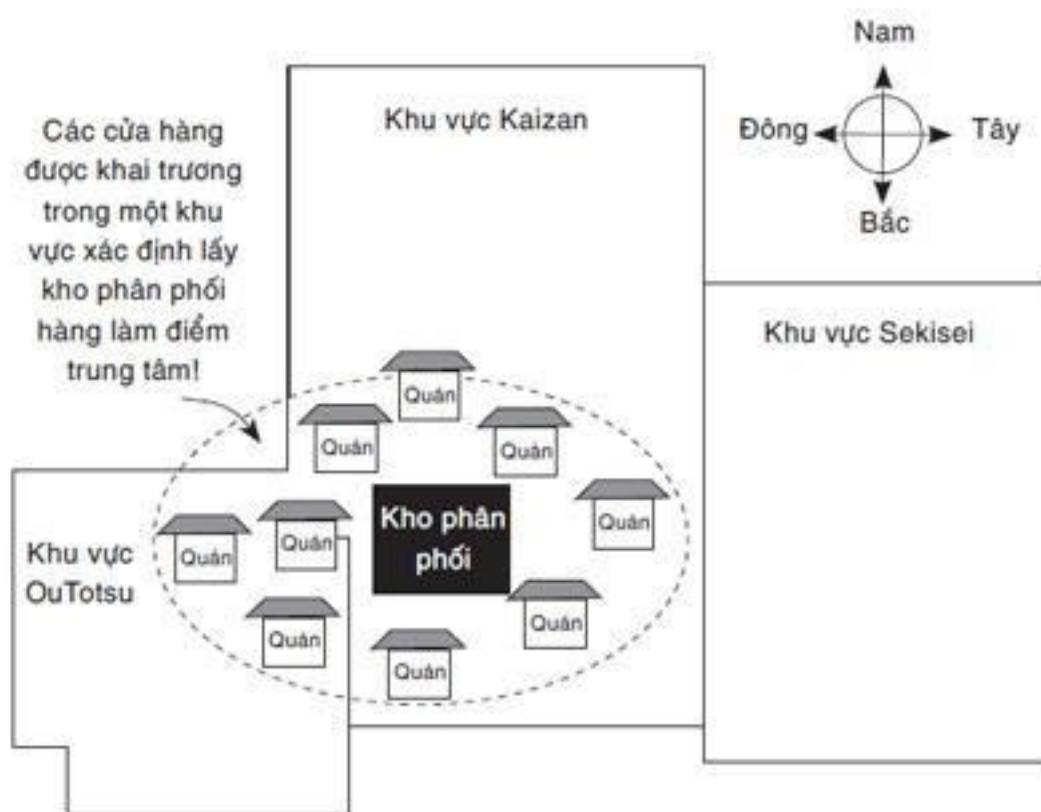 Nam
Đông
Tây
Bắc
Khu vực Kaizan
Các cửa hàng
được khai trương
trong một khu
vực xác định lấy
kho phân phối
hàng làm điểm
trung tâm!
Khu vực Sekisei
Quán
Quán
Quán
Quán
Kho phân
phối
Quán
Quán
Khu vực
OuTotsu
Quán
Quán
Quán